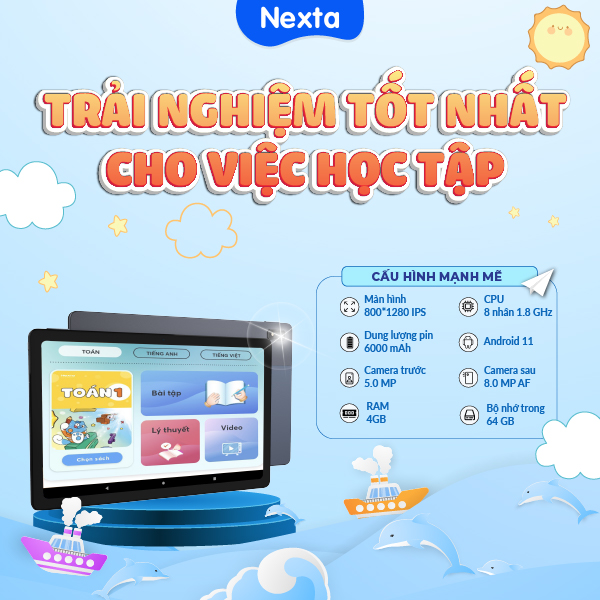 Nexta
TRẢI NGHIỆM TỐT NHẤT
CHO VIỆC HỌC TẬP
CẤU HÌNH MẠNH MẼ
Màn hình
800*1280 IPS
CPU
8 nhân 1.8 GHz
Dung lượng pin
6000 mAh
Android 11
Camera trước
5.0 MP
Camera sau
8.0 MP AF
RAM
4GB
Bộ nhớ trong
64 GB
TOÁN
TIẾNG ANH
TIẾNG VIỆT
TOÁN 1
Chọn sách
Bài tập
Lý thuyết
Video